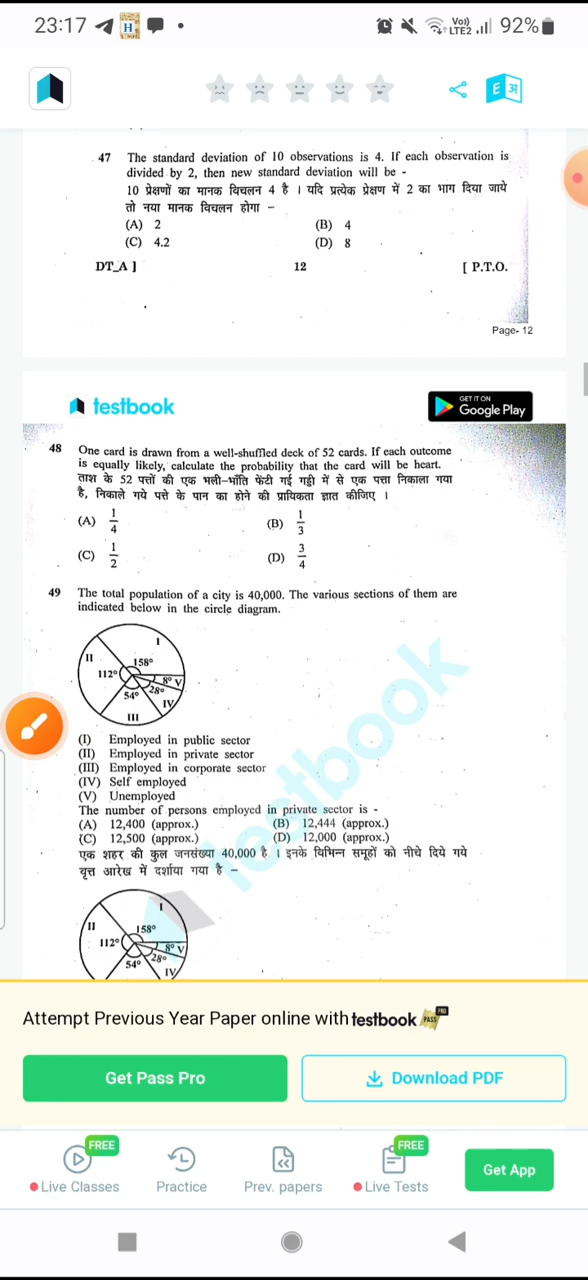 23:17
H
Vo))
LTE2
92%
E अ
47 The standard deviation of 10 observations is 4. If each observation is
divided by 2, then new standard deviation will be -
10 प्रेक्षणों का मानक विचलन 4 है । यदि प्रत्येक प्रेक्षण में 2 का भाग दिया जाये
तो नया मानक विचलन होगा –
(A) 2 (B) 4
(C) 4.2 (D) 8
DT_A ] 12 [ P.T.O.
Page- 12
testbook
GET IT ON
Google Play
48 One card is drawn from a well-shuffled deck of 52 cards. If each outcome
is equally likely, calculate the probability that the card will be heart.
ताश के 52 पत्तों की एक भली-भाँति फेंटी गई गड्डी में से एक पत्ता निकाला गया
है, निकाले गये पत्ते के पान का होने की प्रायिकता ज्ञात कीजिए ।
(A) 1/4 (B) 1/3
(C) 1/2 (D) 3/4
49 The total population of a city is 40,000. The various sections of them are
indicated below in the circle diagram.
I
II
158°
112°
8° V
28°
54°
IV
III
(I) Employed in public sector
(II) Employed in private sector
(III) Employed in corporate sector
(IV) Self employed
(V) Unemployed
The number of persons employed in private sector is -
(A) 12,400 (approx.) (B) 12,444 (approx.)
(C) 12,500 (approx.) (D) 12,000 (approx.)
एक शहर की कुल जनसंख्या 40,000 है । इनके विभिन्न समूहों को नीचे दिये गये
वृत्त आरेख में दर्शाया गया है –
testbook
I
II
158°
112°
8° V
28°
54°
IV
Attempt Previous Year Paper online with testbook PASS PRO
Get Pass Pro
Download PDF
FREE
Live Classes
Practice
Prev. papers
FREE
Live Tests
Get App